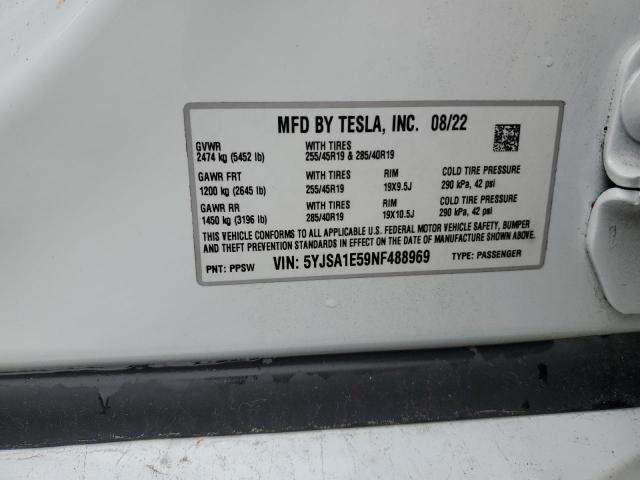 MFD BY TESLA, INC. 08/22
GVWR WITH TIRES
2474 kg (5452 lb) 255/45R19 & 285/40R19
GAWR FRT WITH TIRES RIM COLD TIRE PRESSURE
1200 kg (2645 lb) 255/45R19 19X9.5J 290 kPa, 42 psi
GAWR RR WITH TIRES RIM COLD TIRE PRESSURE
1450 kg (3196 lb) 285/40R19 19X10.5J 290 kPa, 42 psi
THIS VEHICLE CONFORMS TO ALL APPLICABLE U.S. FEDERAL MOTOR VEHICLE SAFETY, BUMPER
AND THEFT PREVENTION STANDARDS IN EFFECT ON THE DATE OF MANUFACTURE SHOWN ABOVE.
PNT: PPSW VIN: 5YJSA1E59NF488969 TYPE: PASSENGER